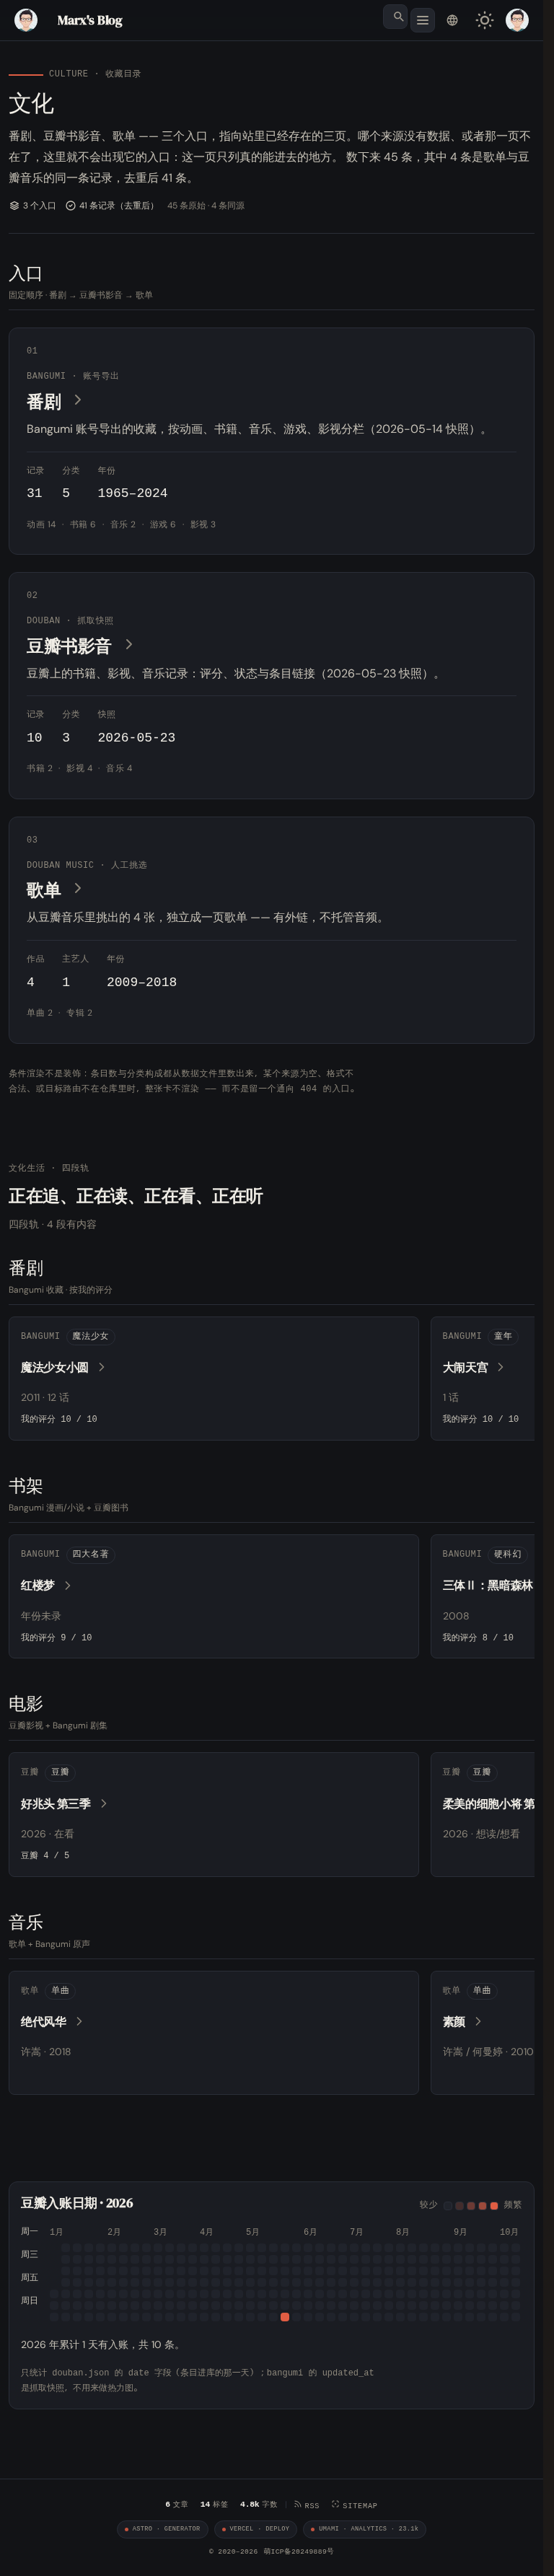 Marx's Blog
CULTURE · 收藏目录
文化
番剧、豆瓣书影音、歌单 —— 三个入口，指向站里已经存在的三页。哪个来源没有数据、或者那一页不
在了，这里就不会出现它的入口：这一页只列真的能进去的地方。 数下来 45 条，其中 4 条是歌单与豆
瓣音乐的同一条记录，去重后 41 条。
3 个入口 41 条记录（去重后） 45 条原始 · 4 条同源
入口
固定顺序 · 番剧 → 豆瓣书影音 → 歌单
01
BANGUMI · 账号导出
番剧
Bangumi 账号导出的收藏，按动画、书籍、音乐、游戏、影视分栏（2026-05-14 快照）。
记录 分类 年份
31 5 1965–2024
动画 14 · 书籍 6 · 音乐 2 · 游戏 6 · 影视 3
02
DOUBAN · 抓取快照
豆瓣书影音
豆瓣上的书籍、影视、音乐记录：评分、状态与条目链接（2026-05-23 快照）。
记录 分类 快照
10 3 2026-05-23
书籍 2 · 影视 4 · 音乐 4
03
DOUBAN MUSIC · 人工挑选
歌单
从豆瓣音乐里挑出的 4 张，独立成一页歌单 —— 有外链，不托管音频。
作品 主艺人 年份
4 1 2009–2018
单曲 2 · 专辑 2
条件渲染不是装饰：条目数与分类构成都从数据文件里数出来，某个来源为空、格式不
合法、或目标路由不在仓库里时，整张卡不渲染 —— 而不是留一个通向 404 的入口。
文化生活 · 四段轨
正在追、正在读、正在看、正在听
四段轨 · 4 段有内容
番剧
Bangumi 收藏 · 按我的评分
BANGUMI 魔法少女
魔法少女小圆
2011 · 12 话
我的评分 10 / 10
BANGUMI 童年
大闹天宫
1 话
我的评分 10 / 10
书架
Bangumi 漫画/小说 + 豆瓣图书
BANGUMI 四大名著
红楼梦
年份未录
我的评分 9 / 10
BANGUMI 硬科幻
三体Ⅱ：黑暗森林
2008
我的评分 8 / 10
电影
豆瓣影视 + Bangumi 剧集
豆瓣 豆瓣
好兆头 第三季
2026 · 在看
豆瓣 4 / 5
豆瓣 豆瓣
柔美的细胞小将 第
2026 · 想读/想看
音乐
歌单 + Bangumi 原声
歌单 单曲
绝代风华
许嵩 · 2018
歌单 单曲
素颜
许嵩 / 何曼婷 · 2010
豆瓣入账日期 · 2026
较少 频繁
1月 2月 3月 4月 5月 6月 7月 8月 9月 10月
周一
周三
周五
周日
2026 年累计 1 天有入账，共 10 条。
只统计 douban.json 的 date 字段（条目进库的那一天）；bangumi 的 updated_at
是抓取快照，不用来做热力图。
6 文章 14 标签 4.8k 字数 RSS SITEMAP
ASTRO · GENERATOR VERCEL · DEPLOY UMAMI · ANALYTICS · 23.1k
© 2020–2026 萌ICP备20249889号